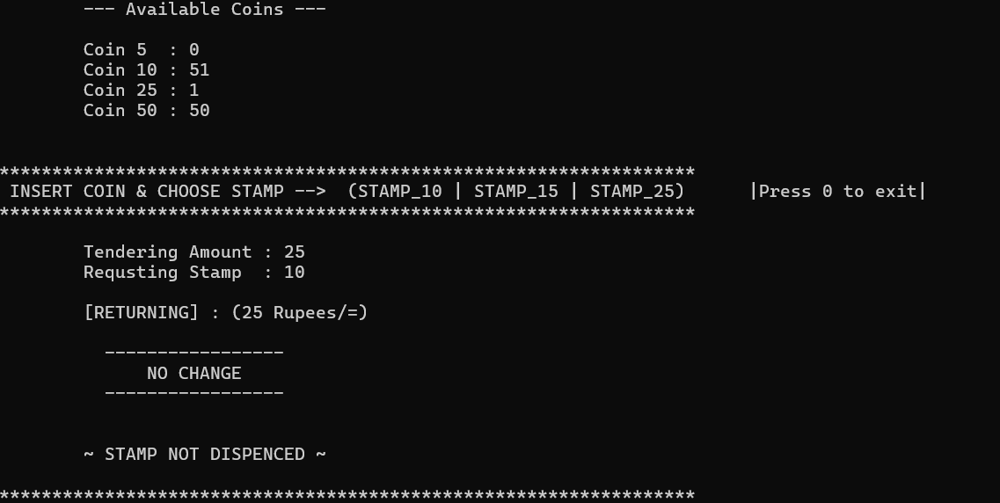 --- Available Coins ---
Coin 5  : 0
Coin 10 : 51
Coin 25 : 1
Coin 50 : 50
******************************************************************
INSERT COIN & CHOOSE STAMP -->  (STAMP_10 | STAMP_15 | STAMP_25)      |Press 0 to exit|
******************************************************************
Tendering Amount : 25
Requsting Stamp  : 10
[RETURNING] : (25 Rupees/=)
-----------------
NO CHANGE
-----------------
~ STAMP NOT DISPENCED ~
******************************************************************